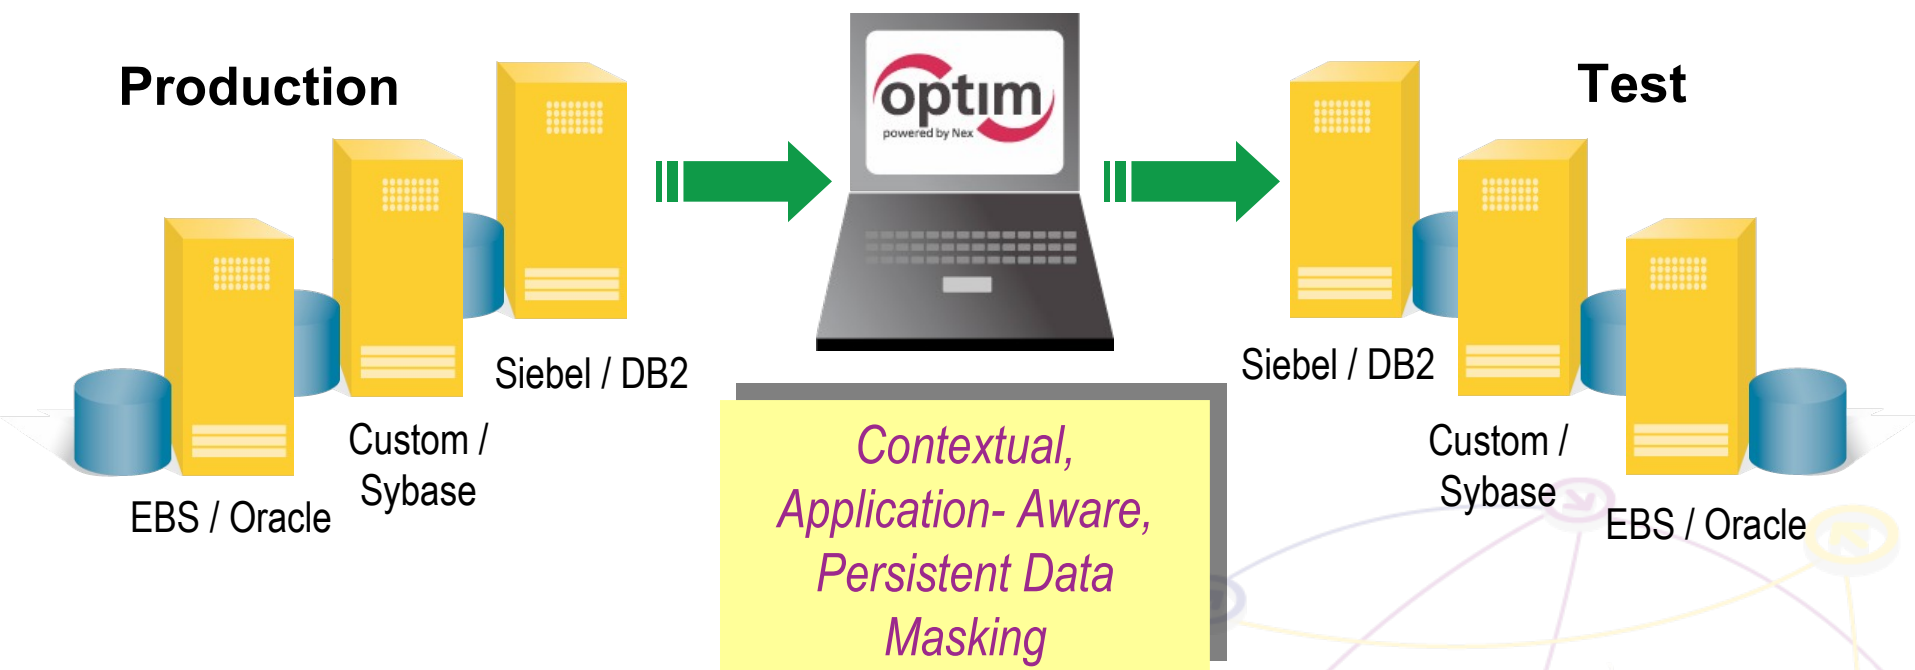 Production
optim
powered by Nex
Test
Siebel / DB2
Custom /
Sybase
EBS / Oracle
Siebel / DB2
Custom /
Sybase
EBS / Oracle
Contextual,
Application- Aware,
Persistent Data
Masking